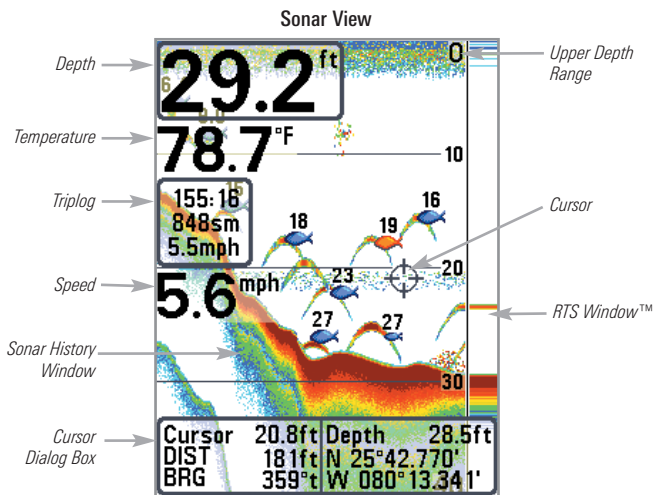 Sonar View
Depth
29.2 ft
0
Upper Depth
Range
6
Temperature
78.7 °F
10
Triplog
155:16
848sm
5.5mph
18
19
16
Cursor
20
Speed
5.6 mph
23
RTS Window™
27
27
Sonar History
Window
30
Cursor
Dialog Box
Cursor 20.8ft
DIST 181ft
BRG 359°t
Depth 28.5ft
N 25°42.770'
W 080°13.341'